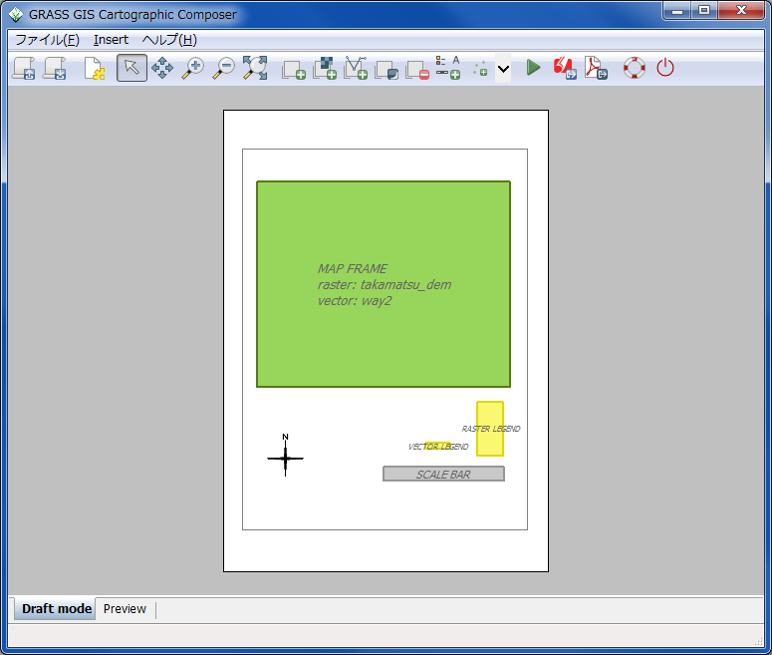 GRASS GIS Cartographic Composer
ファイル(F) Insert ヘルプ(H)
A
MAP FRAME
raster: takamatsu_dem
vector: way2
RASTER LEGEND
N
VECTOR LEGEND
SCALE BAR
Draft mode Preview